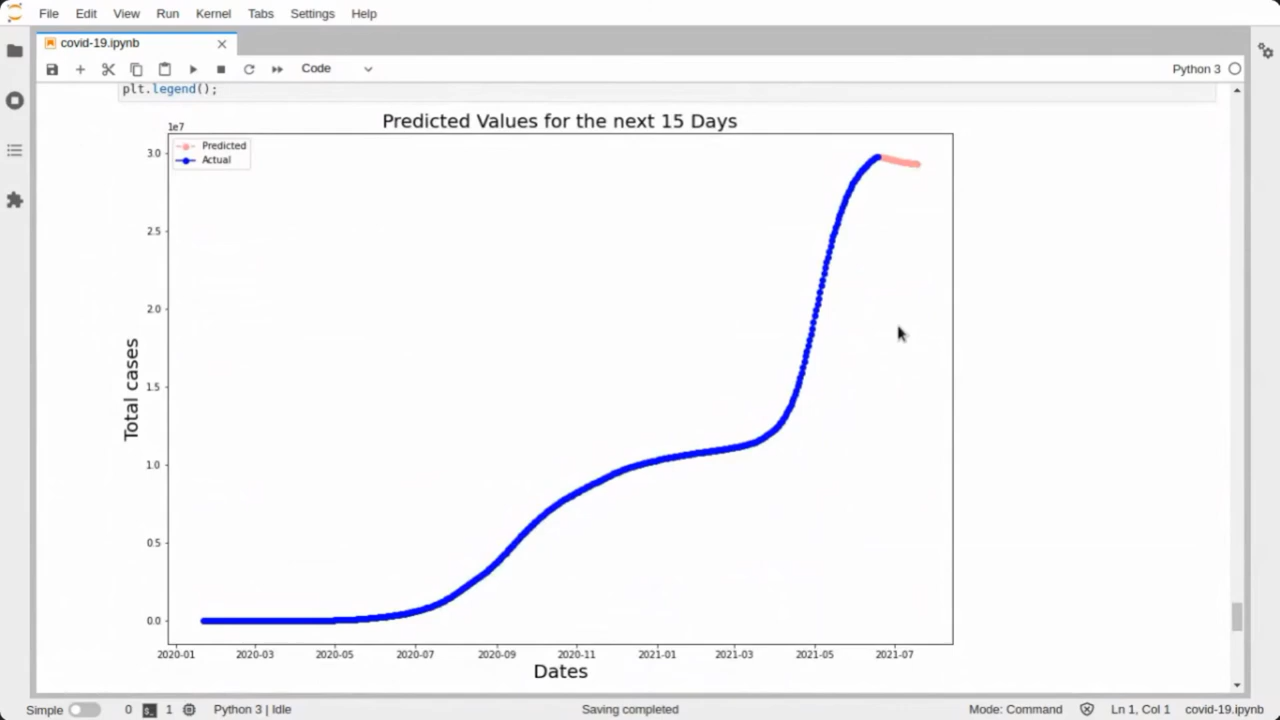 File Edit View Run Kernel Tabs Settings Help
covid-19.ipynb
Code
Python 3
plt.legend();
Predicted Values for the next 15 Days
1e7
Predicted
Actual
3.0
2.5
2.0
1.5
1.0
0.5
0.0
Total cases
2020-01 2020-03 2020-05 2020-07 2020-09 2020-11 2021-01 2021-03 2021-05 2021-07
Dates
Simple 0 $_ 1 Python 3 | Idle Saving completed Mode: Command Ln 1, Col 1 covid-19.ipynb